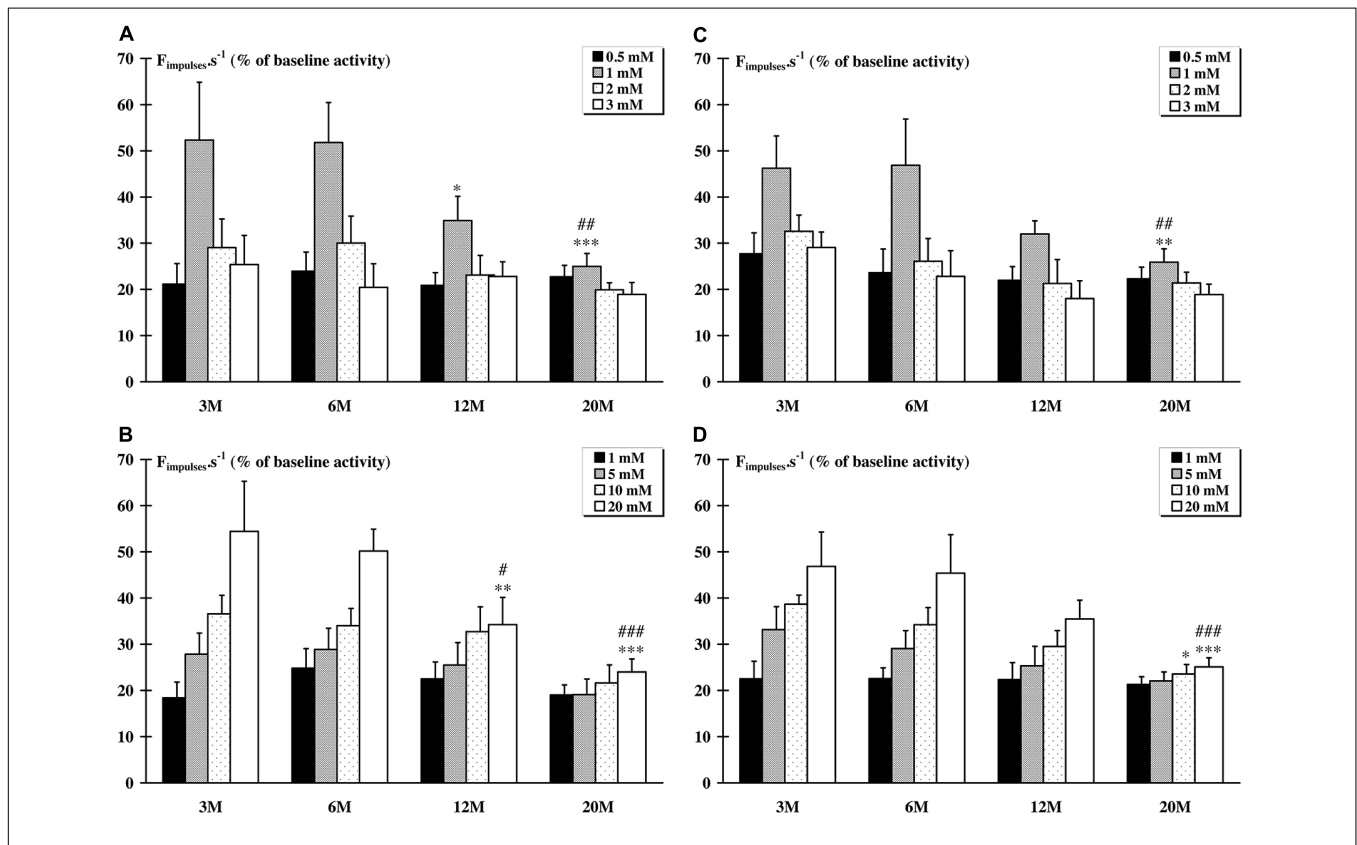 A
F_impulses.s⁻¹ (% of baseline activity)
0.5 mM
1 mM
2 mM
3 mM
70
60
50
40
30
20
10
0
*
##
***
3M 6M 12M 20M
C
F_impulses.s⁻¹ (% of baseline activity)
0.5 mM
1 mM
2 mM
3 mM
70
60
50
40
30
20
10
0
##
**
3M 6M 12M 20M
B
F_impulses.s⁻¹ (% of baseline activity)
1 mM
5 mM
10 mM
20 mM
70
60
50
40
30
20
10
0
#
**
###
***
3M 6M 12M 20M
D
F_impulses.s⁻¹ (% of baseline activity)
1 mM
5 mM
10 mM
20 mM
70
60
50
40
30
20
10
0
###
* ***
3M 6M 12M 20M